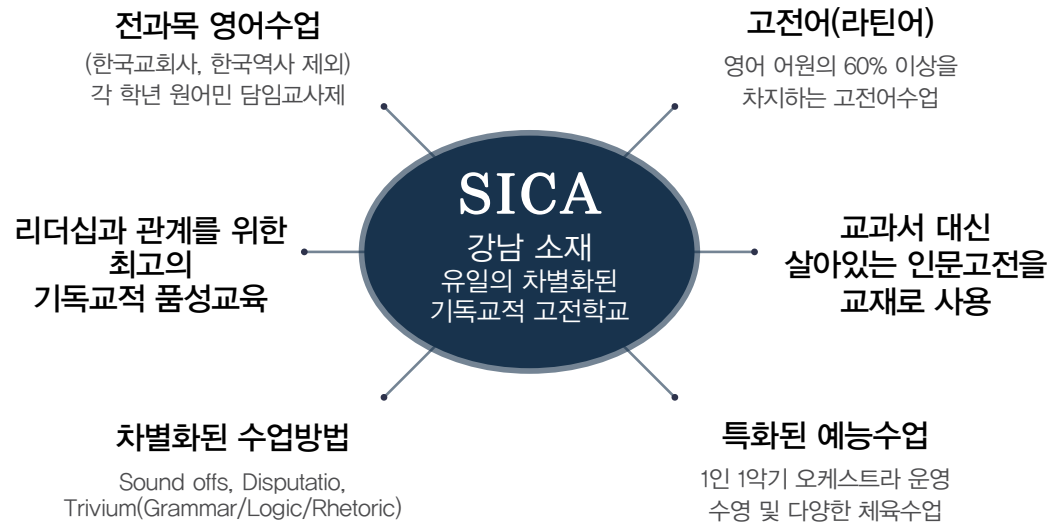 전과목 영어수업
(한국교회사, 한국역사 제외)
각 학년 원어민 담임교사제
고전어(라틴어)
영어 어원의 60% 이상을
차지하는 고전어수업
리더십과 관계를 위한
최고의
기독교적 품성교육
SICA
강남 소재
유일의 차별화된
기독교적 고전학교
교과서 대신
살아있는 인문고전을
교재로 사용
차별화된 수업방법
Sound offs, Disputatio,
Trivium(Grammar/Logic/Rhetoric)
특화된 예능수업
1인 1악기 오케스트라 운영
수영 및 다양한 체육수업